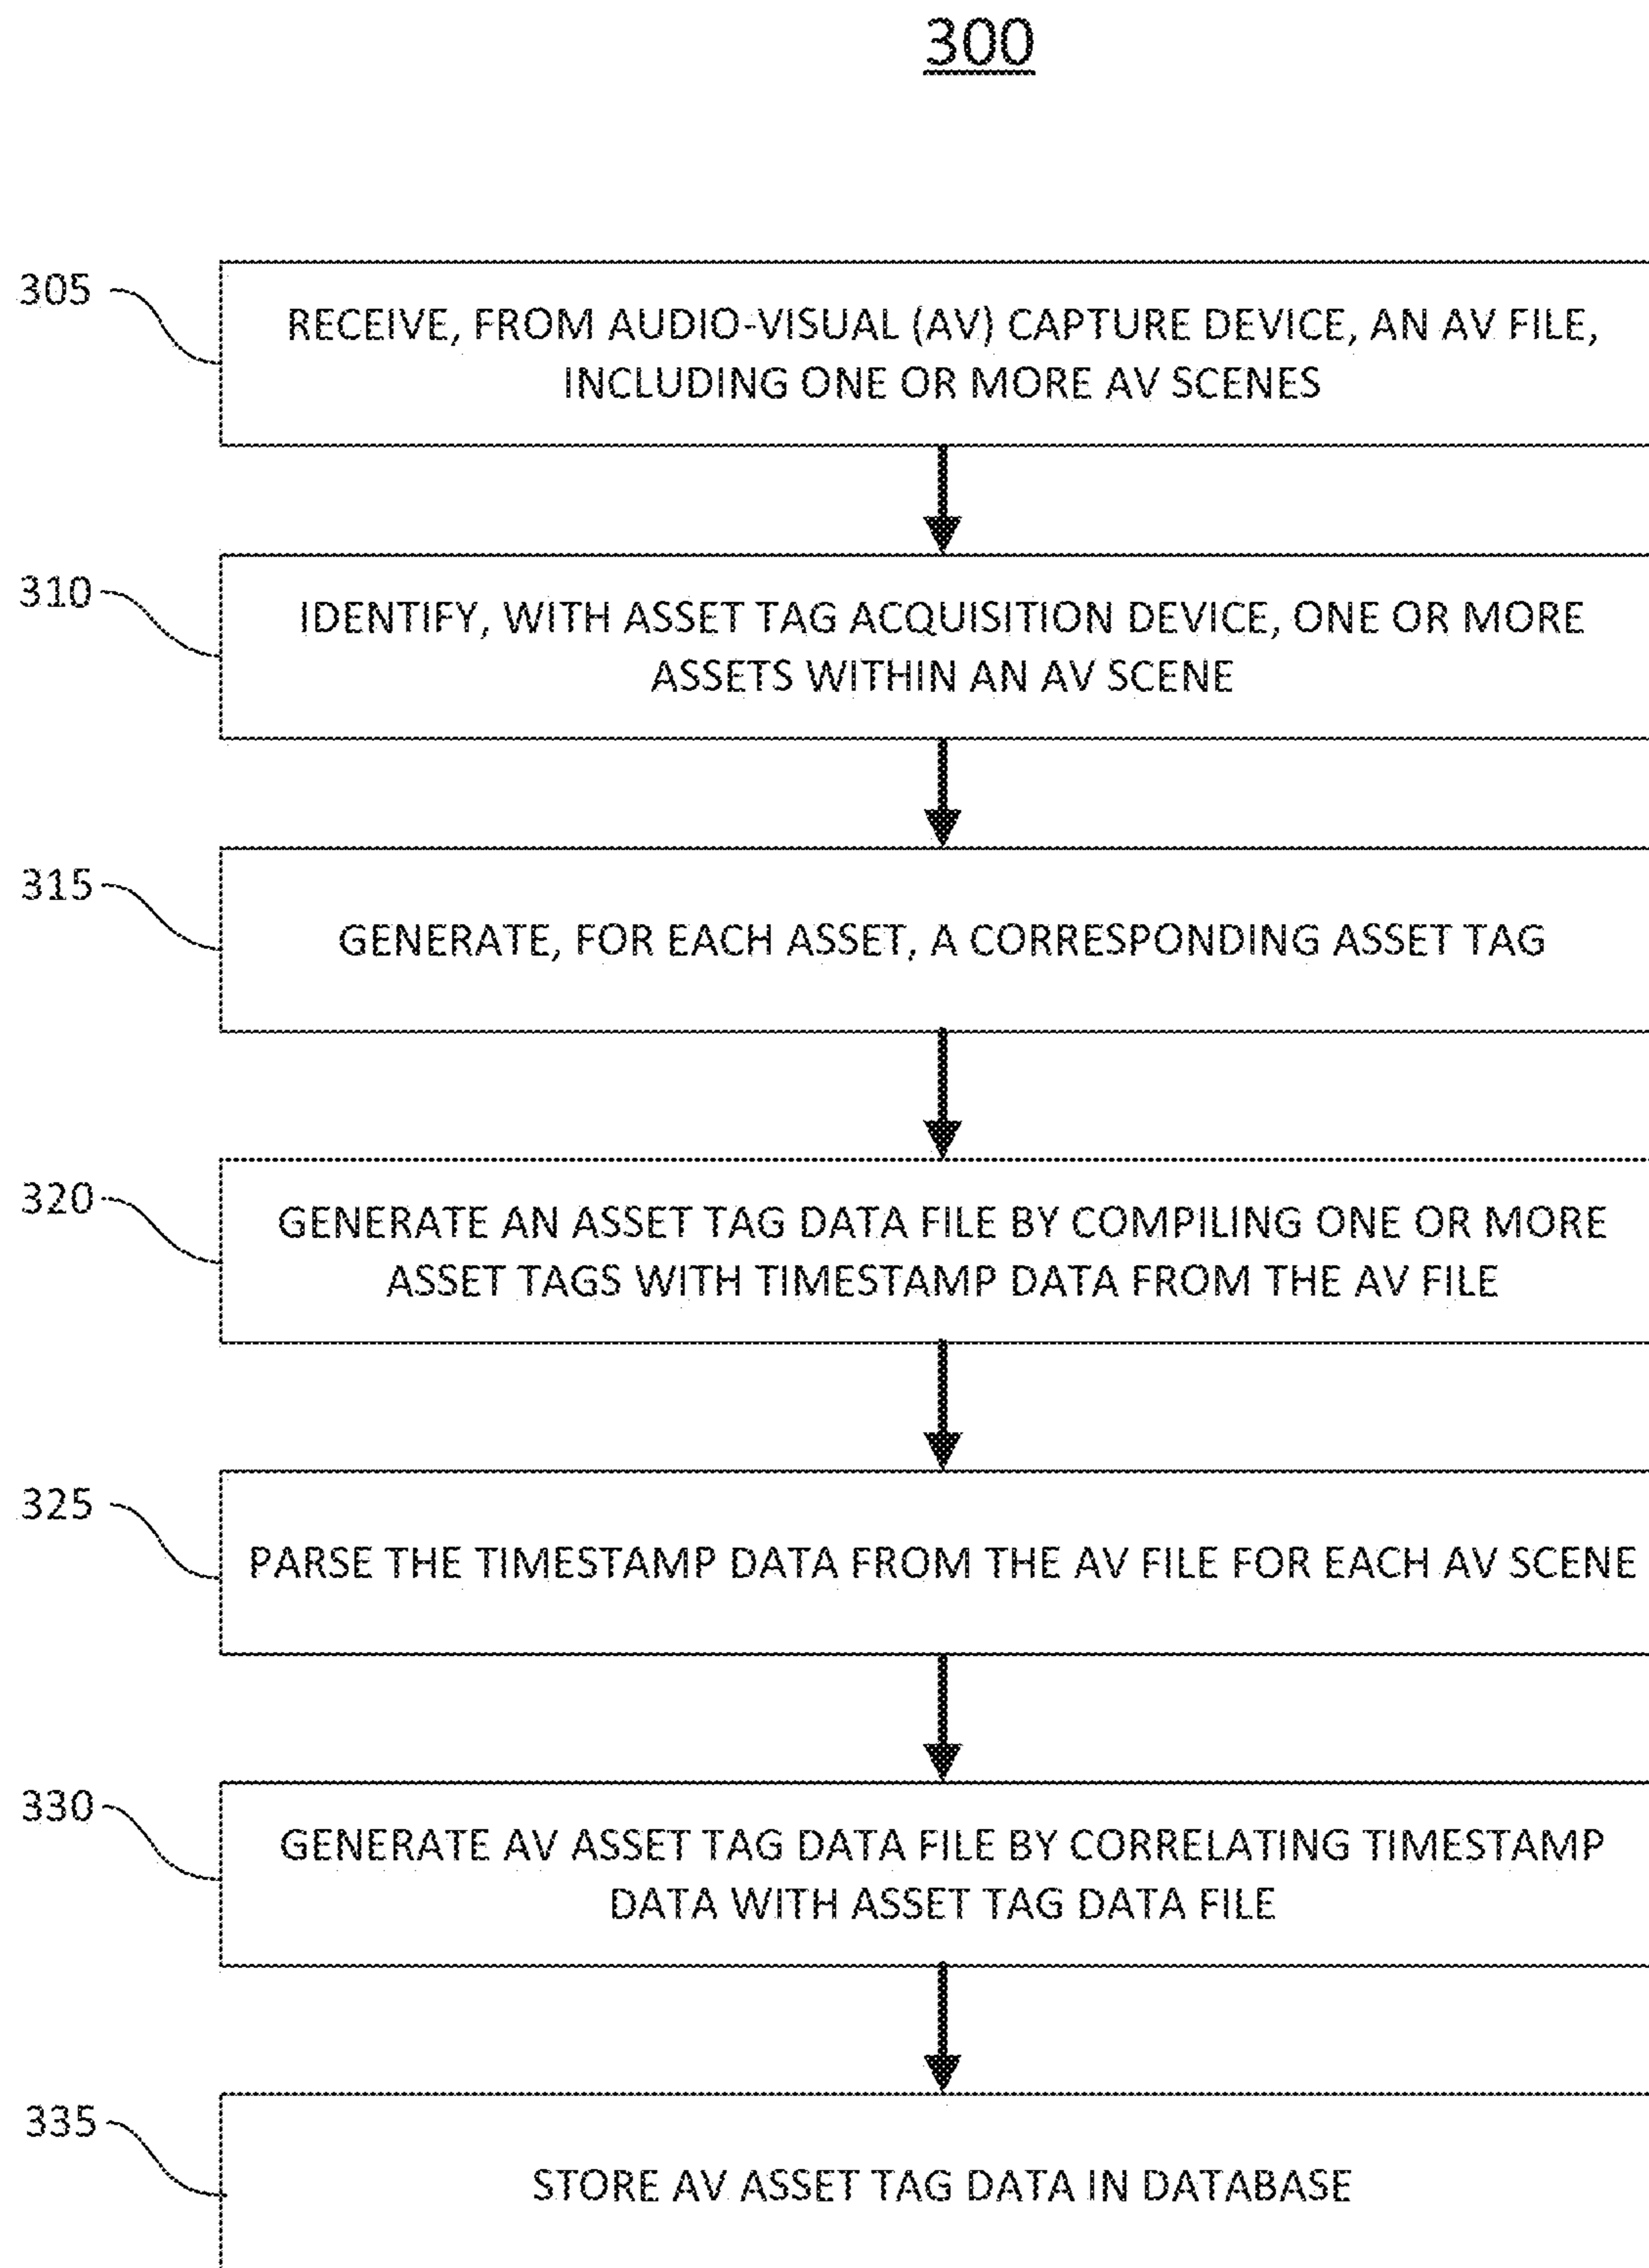 300
305
RECEIVE, FROM AUDIO-VISUAL (AV) CAPTURE DEVICE, AN AV FILE,
INCLUDING ONE OR MORE AV SCENES
310
IDENTIFY, WITH ASSET TAG ACQUISITION DEVICE, ONE OR MORE
ASSETS WITHIN AN AV SCENE
315
GENERATE, FOR EACH ASSET, A CORRESPONDING ASSET TAG
320
GENERATE AN ASSET TAG DATA FILE BY COMPILING ONE OR MORE
ASSET TAGS WITH TIMESTAMP DATA FROM THE AV FILE
325
PARSE THE TIMESTAMP DATA FROM THE AV FILE FOR EACH AV SCENE
330
GENERATE AV ASSET TAG DATA FILE BY CORRELATING TIMESTAMP
DATA WITH ASSET TAG DATA FILE
335
STORE AV ASSET TAG DATA IN DATABASE